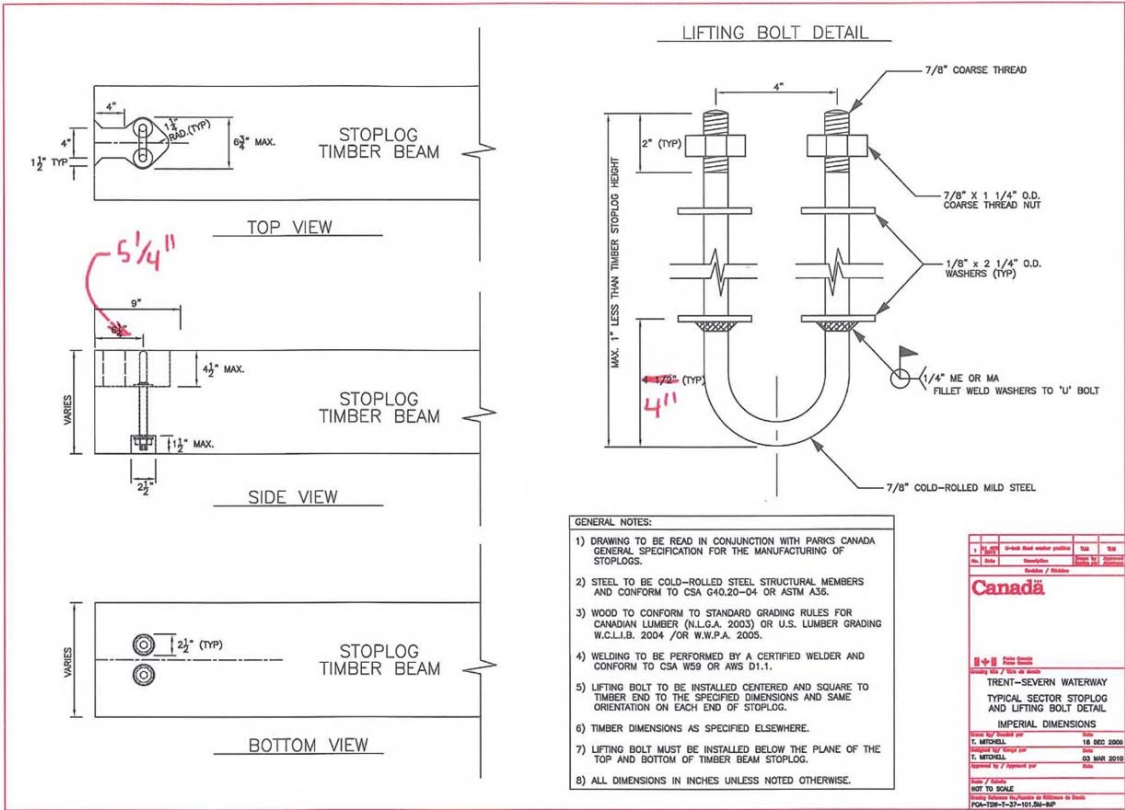 4"
1 1/4"
RAD.(TYP)
4"
1 1/2" TYP
6 3/4" MAX.
STOPLOG
TIMBER BEAM
TOP VIEW
5 1/4"
9"
4 1/2" MAX.
VARIES
STOPLOG
TIMBER BEAM
1 1/2" MAX.
2 1/2"
SIDE VIEW
VARIES
2 1/2" (TYP)
STOPLOG
TIMBER BEAM
BOTTOM VIEW
LIFTING BOLT DETAIL
7/8" COARSE THREAD
4"
2" (TYP)
MAX. 1" LESS THAN TIMBER STOPLOG HEIGHT
7/8" X 1 1/4" O.D.
COARSE THREAD NUT
1/8" x 2 1/4" O.D.
WASHERS (TYP)
4 1/2" (TYP)
4"
1/4" ME OR MA
FILLET WELD WASHERS TO 'U' BOLT
7/8" COLD-ROLLED MILD STEEL
GENERAL NOTES:
1) DRAWING TO BE READ IN CONJUNCTION WITH PARKS CANADA
GENERAL SPECIFICATION FOR THE MANUFACTURING OF
STOPLOGS.
2) STEEL TO BE COLD-ROLLED STEEL STRUCTURAL MEMBERS
AND CONFORM TO CSA G40.20-04 OR ASTM A36.
3) WOOD TO CONFORM TO STANDARD GRADING RULES FOR
CANADIAN LUMBER (N.L.G.A. 2003) OR U.S. LUMBER GRADING
W.C.L.I.B. 2004 /OR W.W.P.A. 2005.
4) WELDING TO BE PERFORMED BY A CERTIFIED WELDER AND
CONFORM TO CSA W59 OR AWS D1.1.
5) LIFTING BOLT TO BE INSTALLED CENTERED AND SQUARE TO
TIMBER END TO THE SPECIFIED DIMENSIONS AND SAME
ORIENTATION ON EACH END OF STOPLOG.
6) TIMBER DIMENSIONS AS SPECIFIED ELSEWHERE.
7) LIFTING BOLT MUST BE INSTALLED BELOW THE PLANE OF THE
TOP AND BOTTOM OF TIMBER BEAM STOPLOG.
8) ALL DIMENSIONS IN INCHES UNLESS NOTED OTHERWISE.
No. Date Description
Canada
Parks Canada
Parcs Canada
TRENT-SEVERN WATERWAY
TYPICAL SECTOR STOPLOG
AND LIFTING BOLT DETAIL
IMPERIAL DIMENSIONS
T. MITCHELL
18 DEC 2009
T. MITCHELL
03 MAR 2010
NOT TO SCALE